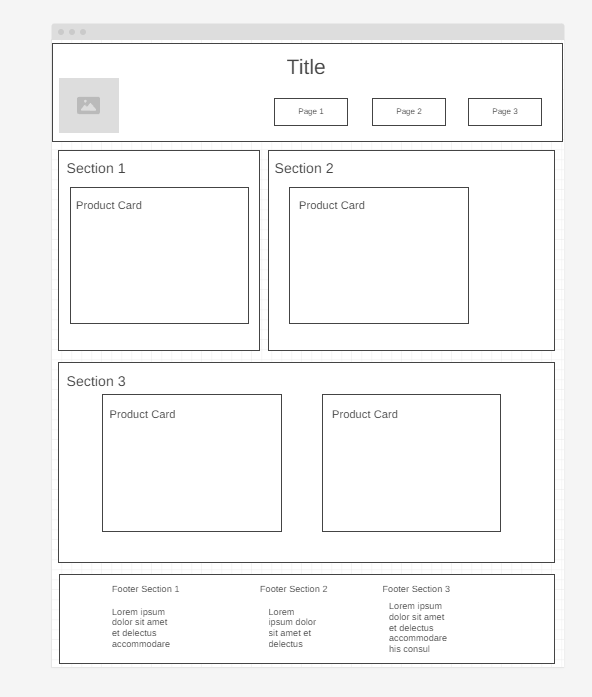 Title
Page 1
Page 2
Page 3
Section 1
Product Card
Section 2
Product Card
Section 3
Product Card
Product Card
Footer Section 1
Lorem ipsum
dolor sit amet
et delectus
accommodare
Footer Section 2
Lorem
ipsum dolor
sit amet et
delectus
Footer Section 3
Lorem ipsum
dolor sit amet
et delectus
accommodare
his consul